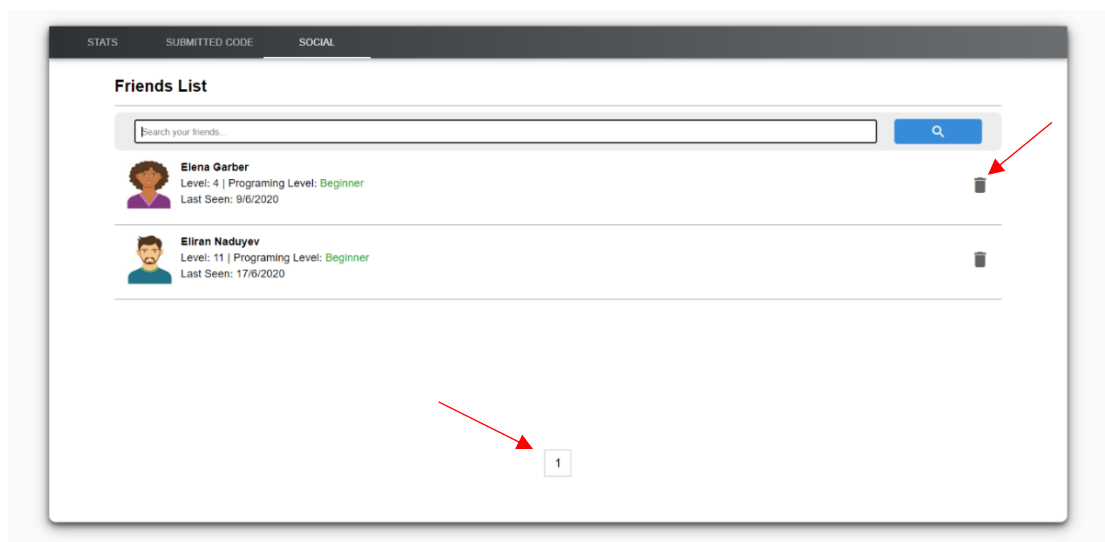 STATS SUBMITTED CODE SOCIAL
Friends List
Search your friends...
Elena Garber
Level: 4 | Programing Level: Beginner
Last Seen: 9/6/2020
Eliran Naduyev
Level: 11 | Programing Level: Beginner
Last Seen: 17/6/2020
1